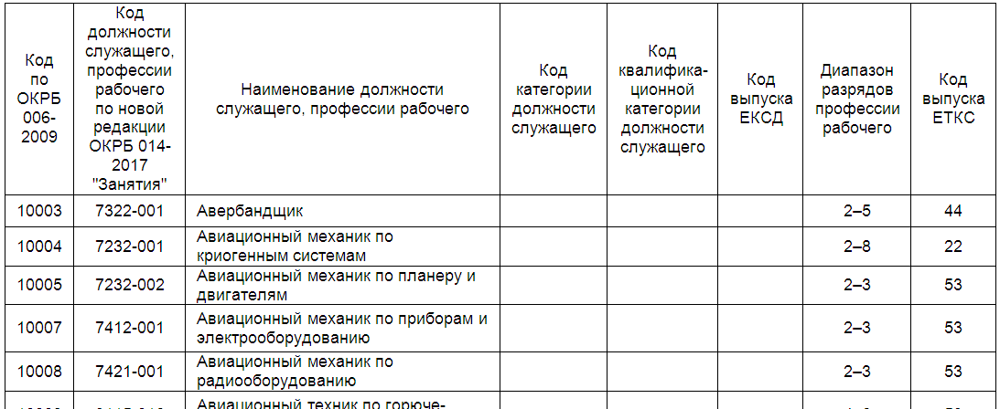 Код
по
ОКРБ
006-
2009
Код
должности
служащего,
профессии
рабочего
по новой
редакции
ОКРБ 014-
2017
"Занятия"
Наименование должности
служащего, профессии рабочего
Код
категории
должности
служащего
Код
квалифика-
ционной
категории
должности
служащего
Код
выпуска
ЕКСД
Диапазон
разрядов
профессии
рабочего
Код
выпуска
ЕТКС
10003 7322-001 Авербандщик 2–5 44
10004 7232-001 Авиационный механик по
криогенным системам 2–8 22
10005 7232-002 Авиационный механик по планеру и
двигателям 2–3 53
10007 7412-001 Авиационный механик по приборам и
электрооборудованию 2–3 53
10008 7421-001 Авиационный механик по
радиооборудованию 2–3 53
Авиационный техник по горюче-